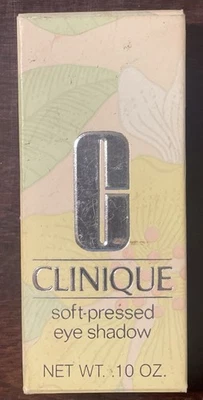 C
CLINIQUE
soft-pressed
eye shadow
NET WT. .10 OZ.